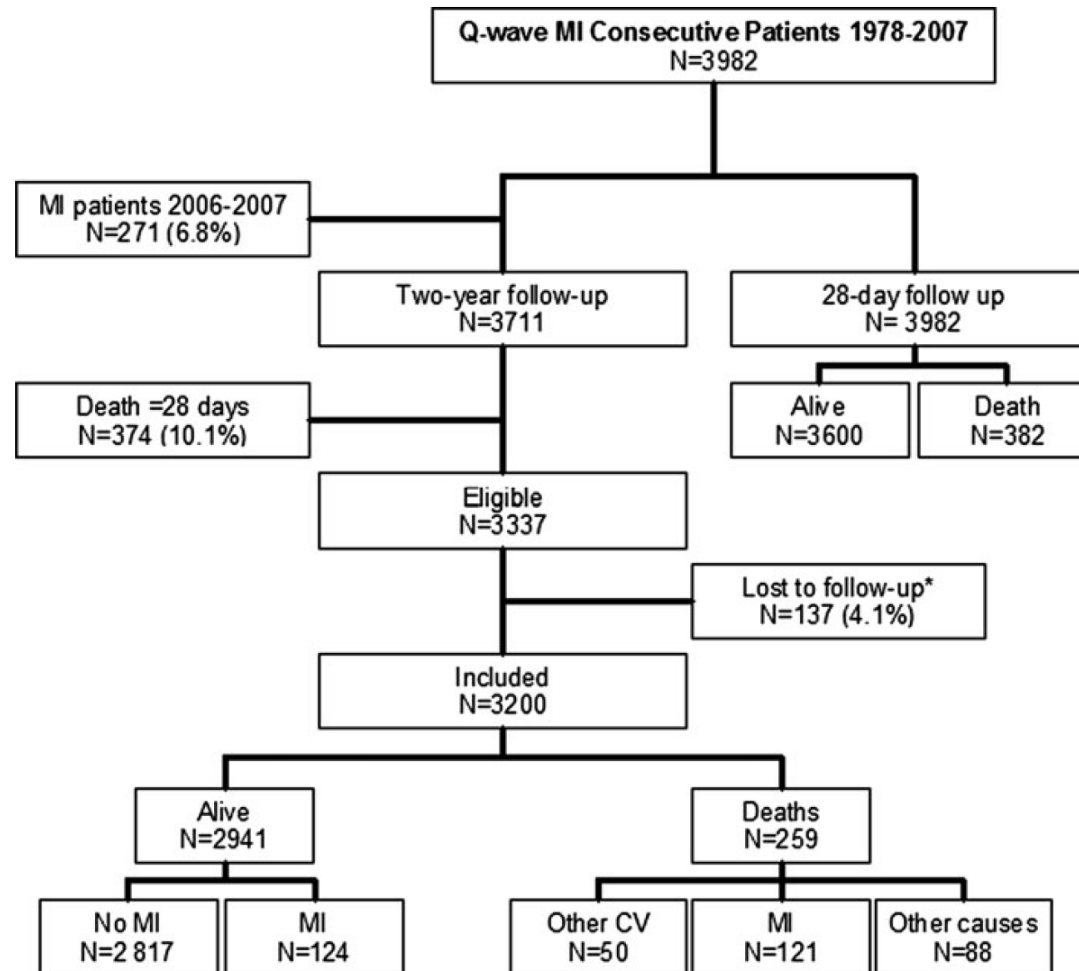 Q-wave MI Consecutive Patients 1978-2007
N=3982
MI patients 2006-2007
N=271 (6.8%)
Two-year follow-up
N=3711
28-day follow up
N= 3982
Death =28 days
N=374 (10.1%)
Alive
N=3600
Death
N=382
Eligible
N=3337
Lost to follow-up*
N=137 (4.1%)
Included
N=3200
Alive
N=2941
Deaths
N=259
No MI
N=2 817
MI
N=124
Other CV
N=50
MI
N=121
Other causes
N=88